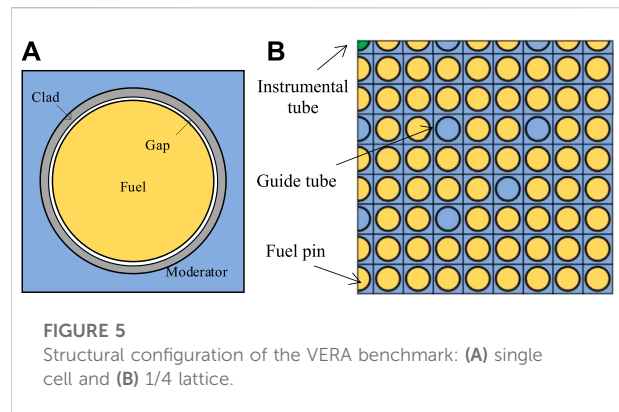 A
Clad
Gap
Fuel
Moderator
B
Instrumental
tube
Guide tube
Fuel pin
FIGURE 5
Structural configuration of the VERA benchmark: (A) single
cell and (B) 1/4 lattice.